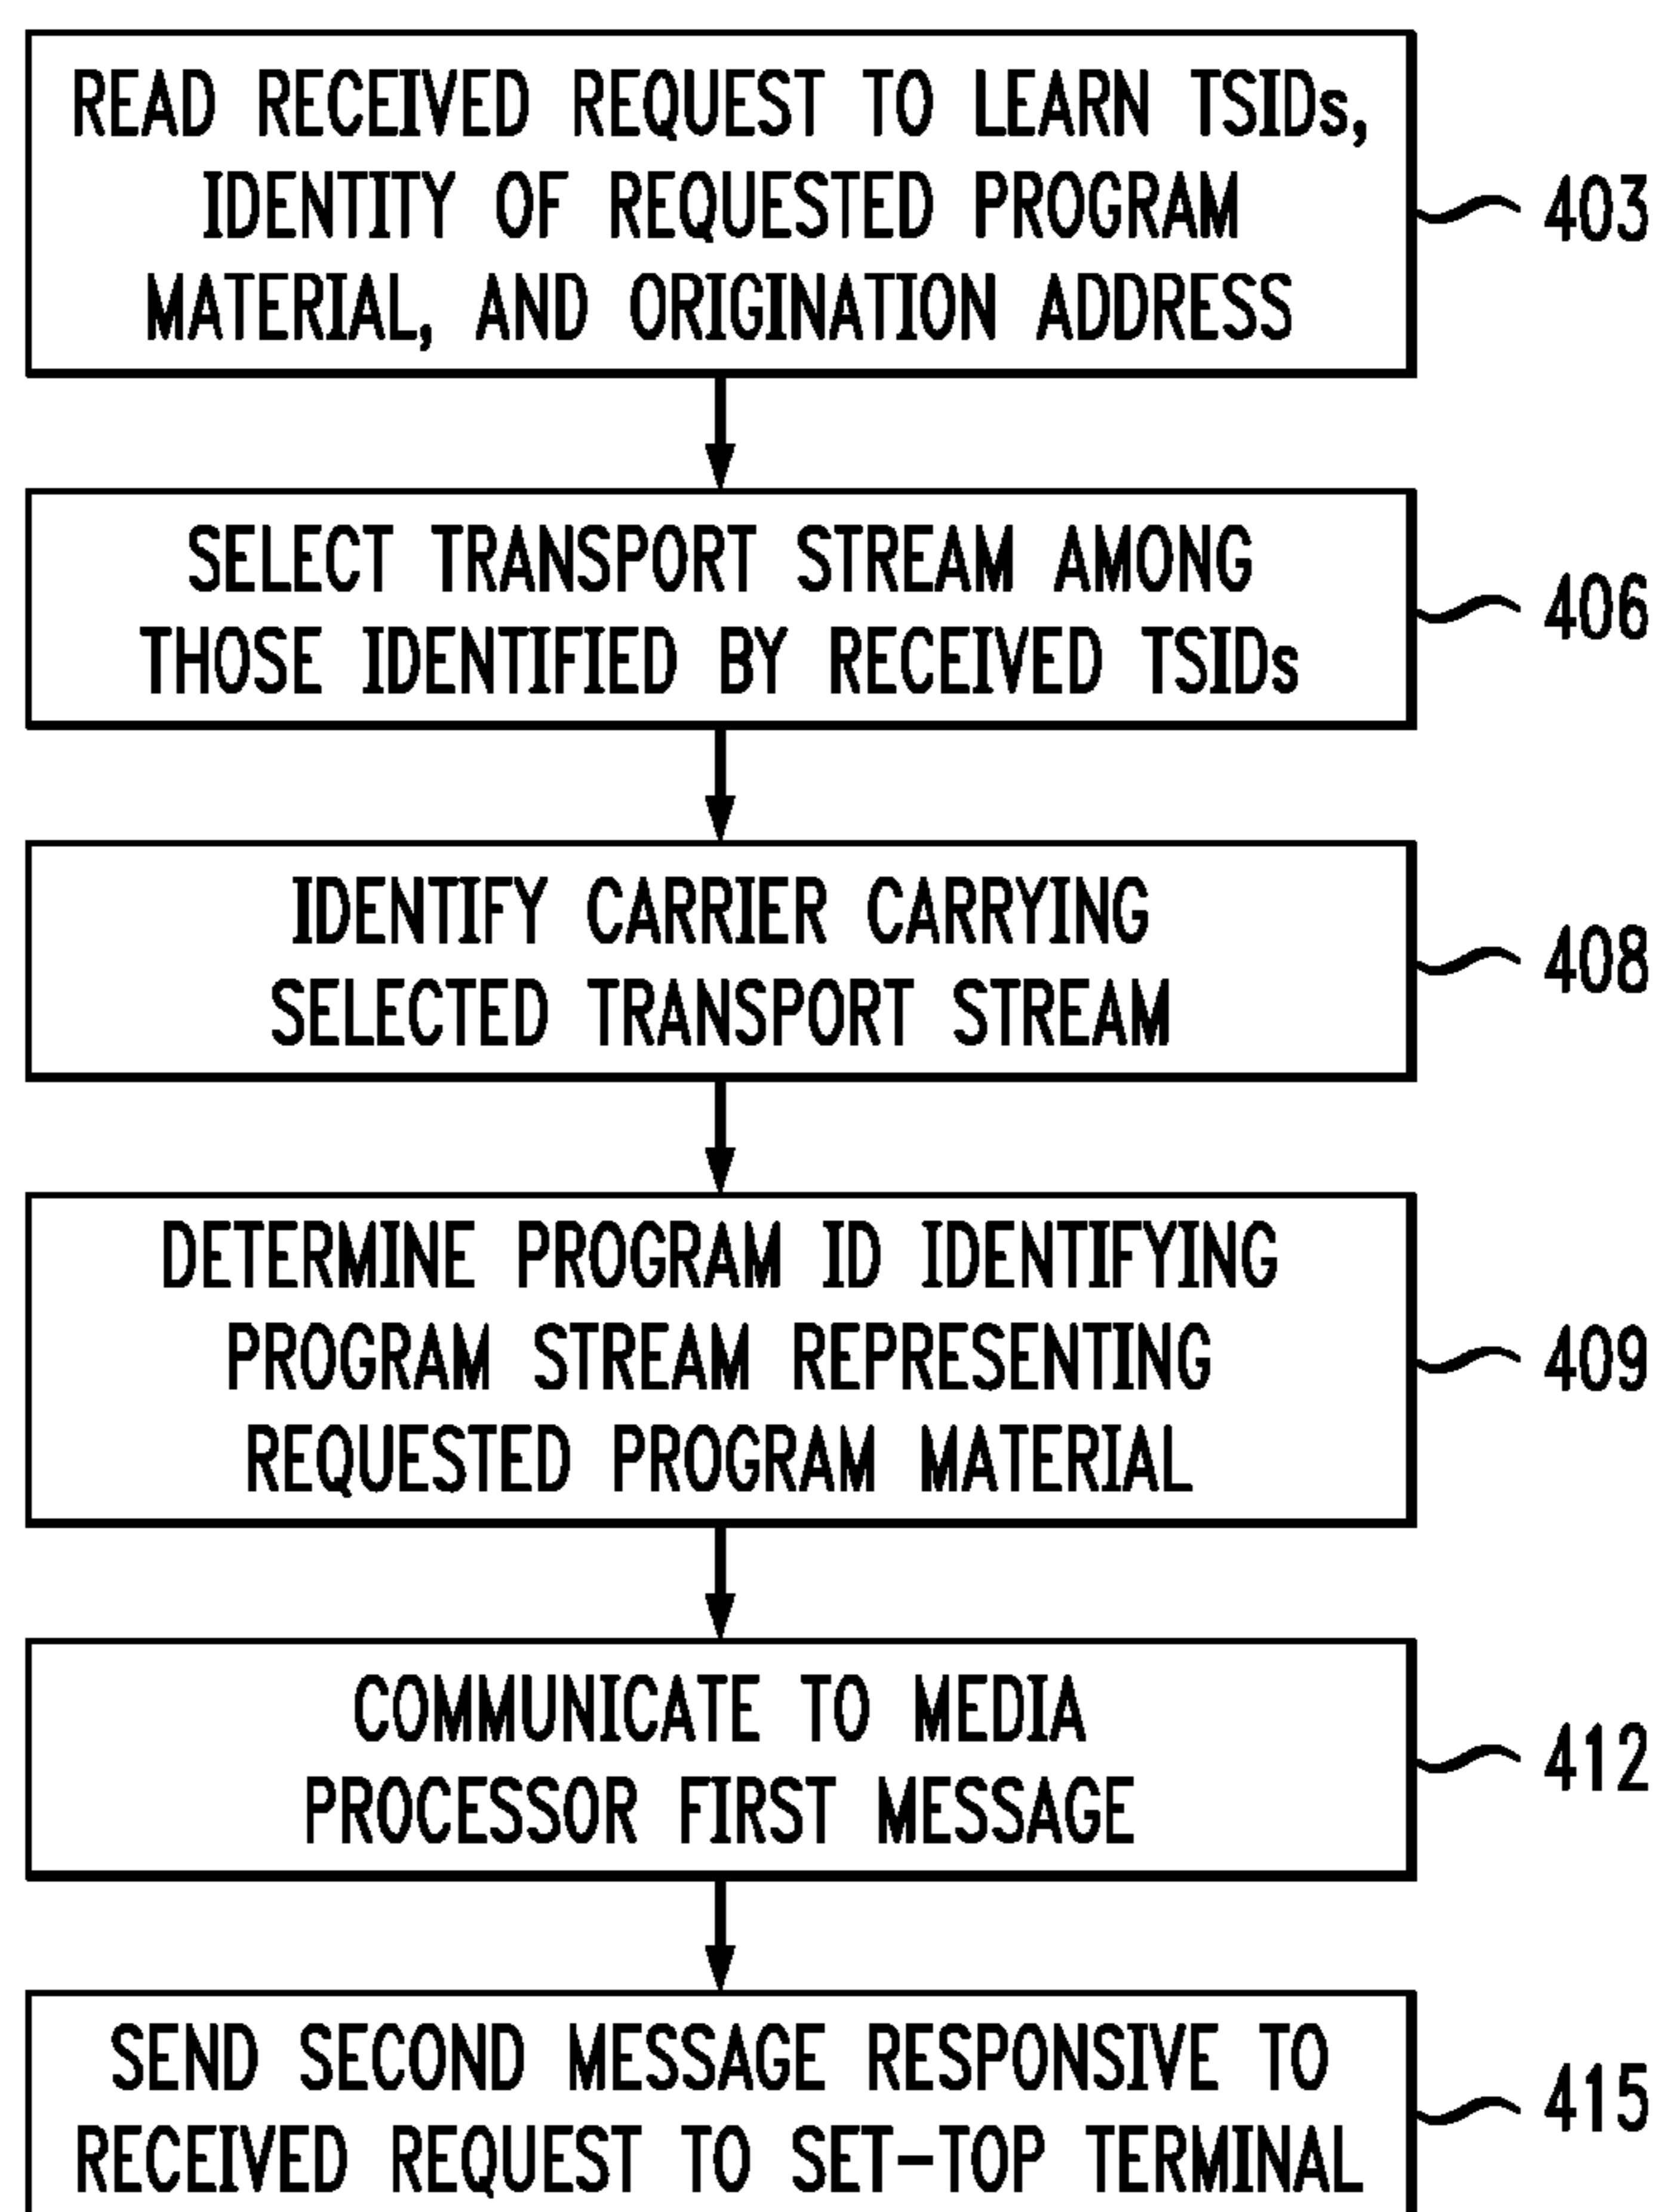 READ RECEIVED REQUEST TO LEARN TSIDs,
IDENTITY OF REQUESTED PROGRAM
MATERIAL, AND ORIGINATION ADDRESS
403
SELECT TRANSPORT STREAM AMONG
THOSE IDENTIFIED BY RECEIVED TSIDs
406
IDENTIFY CARRIER CARRYING
SELECTED TRANSPORT STREAM
408
DETERMINE PROGRAM ID IDENTIFYING
PROGRAM STREAM REPRESENTING
REQUESTED PROGRAM MATERIAL
409
COMMUNICATE TO MEDIA
PROCESSOR FIRST MESSAGE
412
SEND SECOND MESSAGE RESPONSIVE TO
RECEIVED REQUEST TO SET-TOP TERMINAL
415